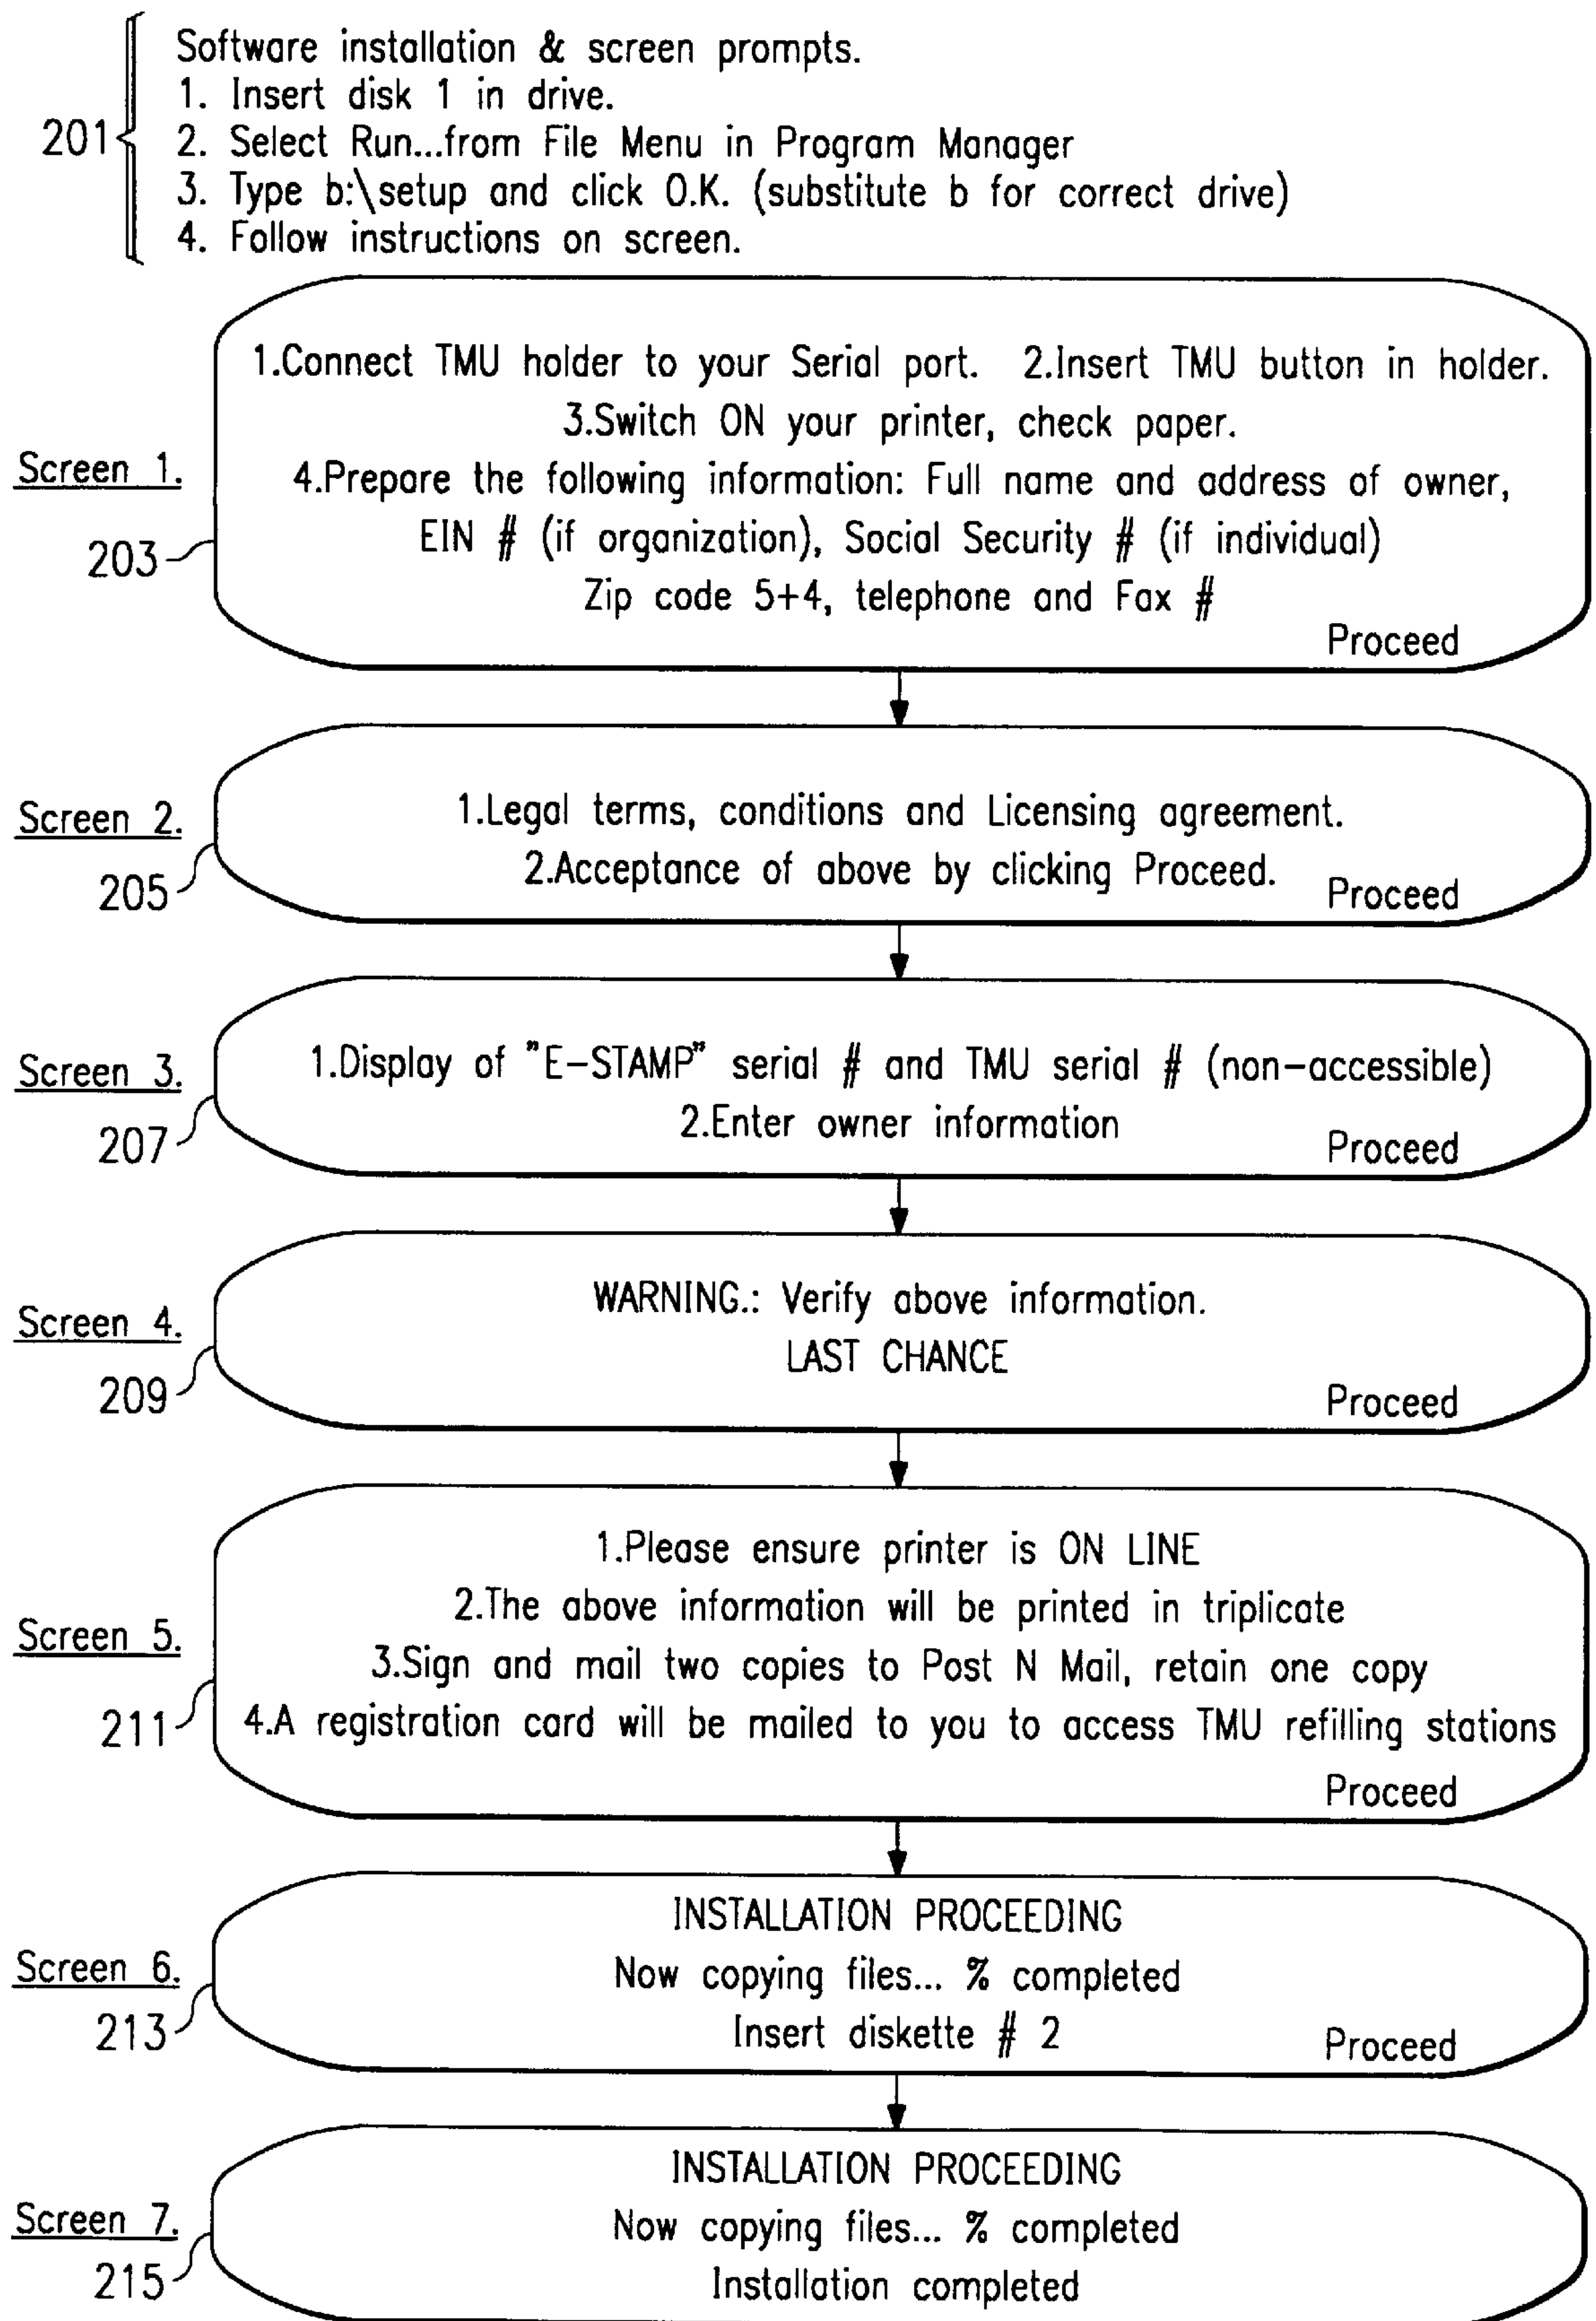 Software installation & screen prompts.
1. Insert disk 1 in drive.
201
2. Select Run...from File Menu in Program Manager
3. Type b:\setup and click O.K. (substitute b for correct drive)
4. Follow instructions on screen.
1.Connect TMU holder to your Serial port. 2.Insert TMU button in holder.
3.Switch ON your printer, check paper.
Screen 1.
4.Prepare the following information: Full name and address of owner,
EIN # (if organization), Social Security # (if individual)
203
Zip code 5+4, telephone and Fax #
Proceed
Screen 2.
1.Legal terms, conditions and Licensing agreement.
2.Acceptance of above by clicking Proceed.
205
Proceed
Screen 3.
1.Display of "E-STAMP" serial # and TMU serial # (non-accessible)
2.Enter owner information
207
Proceed
WARNING.: Verify above information.
Screen 4.
LAST CHANCE
209
Proceed
1.Please ensure printer is ON LINE
2.The above information will be printed in triplicate
Screen 5.
3.Sign and mail two copies to Post N Mail, retain one copy
211
4.A registration card will be mailed to you to access TMU refilling stations
Proceed
INSTALLATION PROCEEDING
Screen 6.
Now copying files... % completed
213
Insert diskette # 2
Proceed
INSTALLATION PROCEEDING
Screen 7.
Now copying files... % completed
215
Installation completed